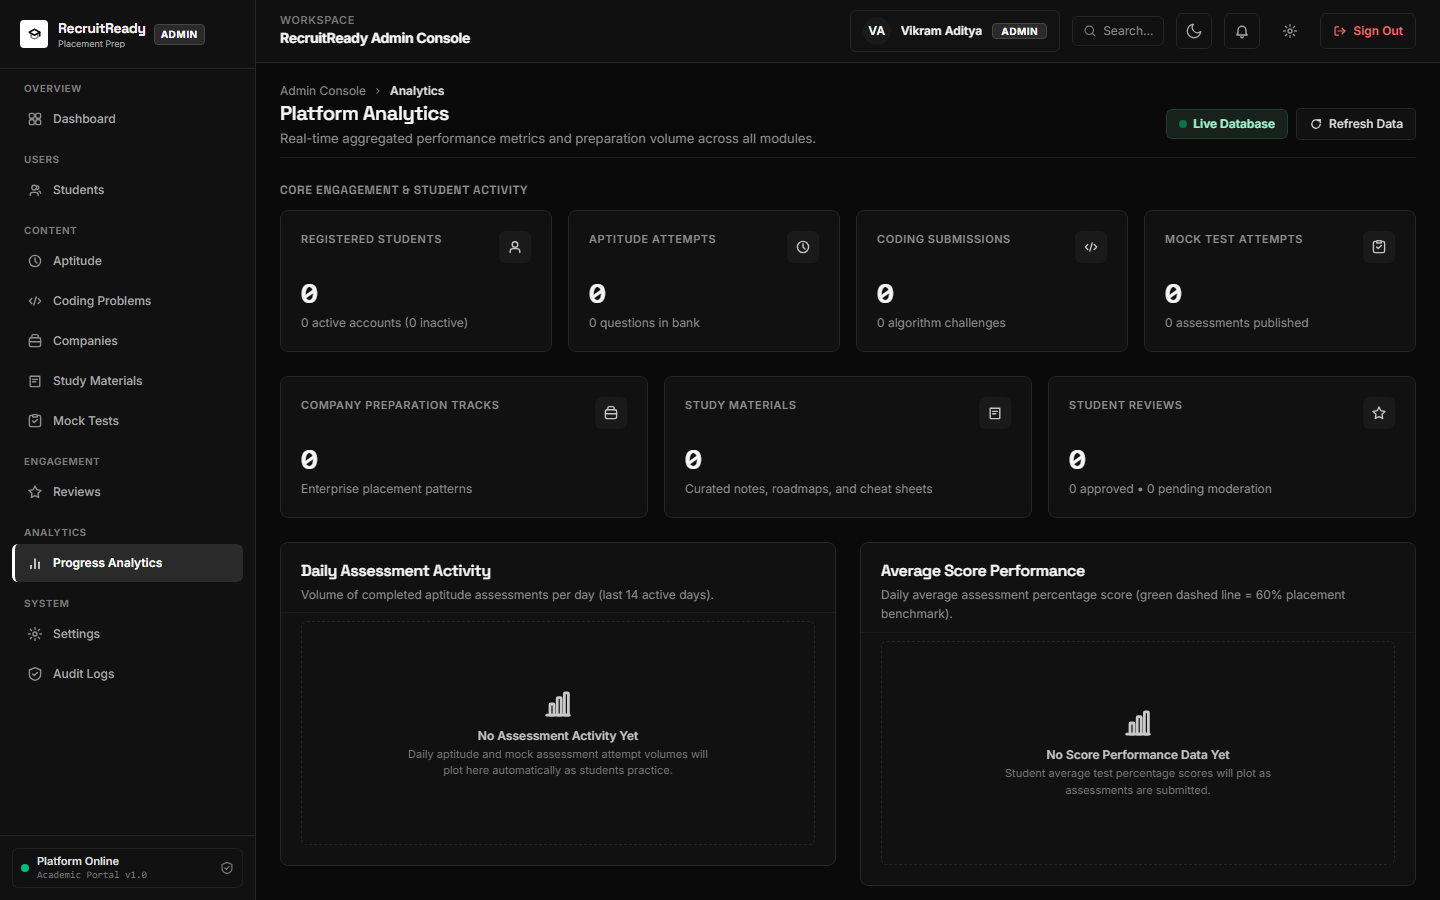 RecruitReady
Placement Prep
ADMIN
OVERVIEW
Dashboard
USERS
Students
CONTENT
Aptitude
Coding Problems
Companies
Study Materials
Mock Tests
ENGAGEMENT
Reviews
ANALYTICS
Progress Analytics
SYSTEM
Settings
Audit Logs
Platform Online
Academic Portal v1.0
WORKSPACE
RecruitReady Admin Console
VA Vikram Aditya ADMIN
Search...
Sign Out
Admin Console › Analytics
Platform Analytics
Real-time aggregated performance metrics and preparation volume across all modules.
Live Database
Refresh Data
CORE ENGAGEMENT & STUDENT ACTIVITY
REGISTERED STUDENTS
0
0 active accounts (0 inactive)
APTITUDE ATTEMPTS
0
0 questions in bank
CODING SUBMISSIONS
0
0 algorithm challenges
MOCK TEST ATTEMPTS
0
0 assessments published
COMPANY PREPARATION TRACKS
0
Enterprise placement patterns
STUDY MATERIALS
0
Curated notes, roadmaps, and cheat sheets
STUDENT REVIEWS
0
0 approved • 0 pending moderation
Daily Assessment Activity
Volume of completed aptitude assessments per day (last 14 active days).
No Assessment Activity Yet
Daily aptitude and mock assessment attempt volumes will
plot here automatically as students practice.
Average Score Performance
Daily average assessment percentage score (green dashed line = 60% placement
benchmark).
No Score Performance Data Yet
Student average test percentage scores will plot as
assessments are submitted.